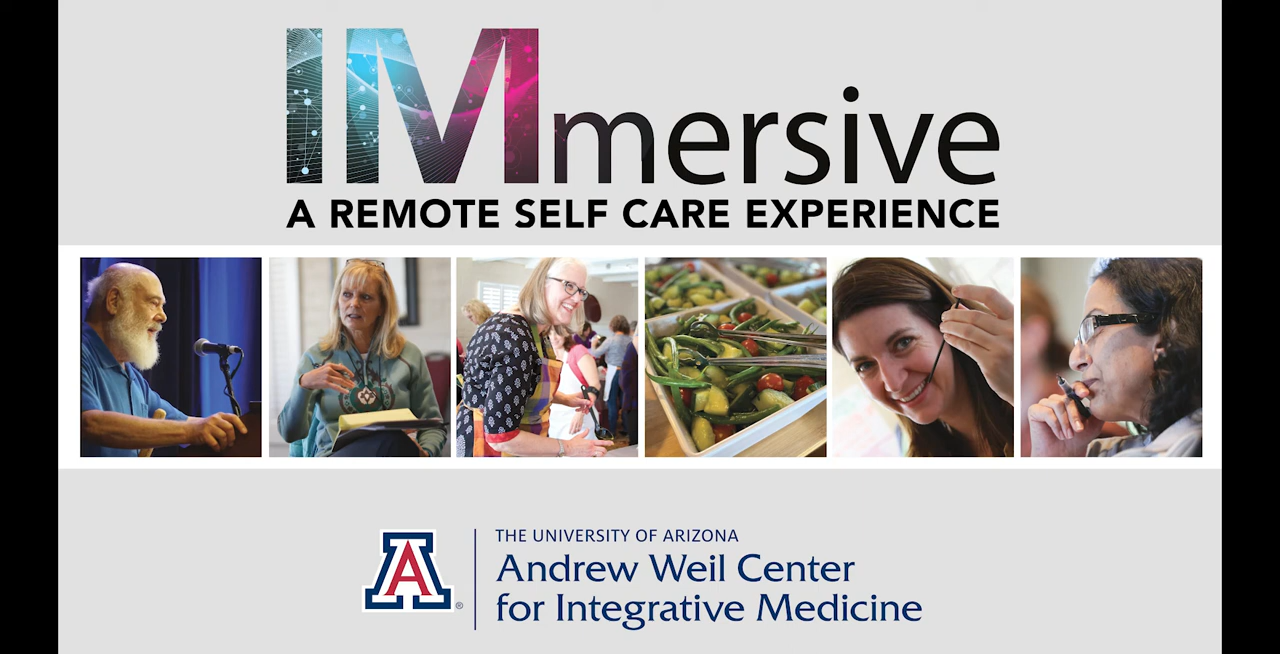 IMmersive
A REMOTE SELF CARE EXPERIENCE
A®
THE UNIVERSITY OF ARIZONA
Andrew Weil Center
for Integrative Medicine